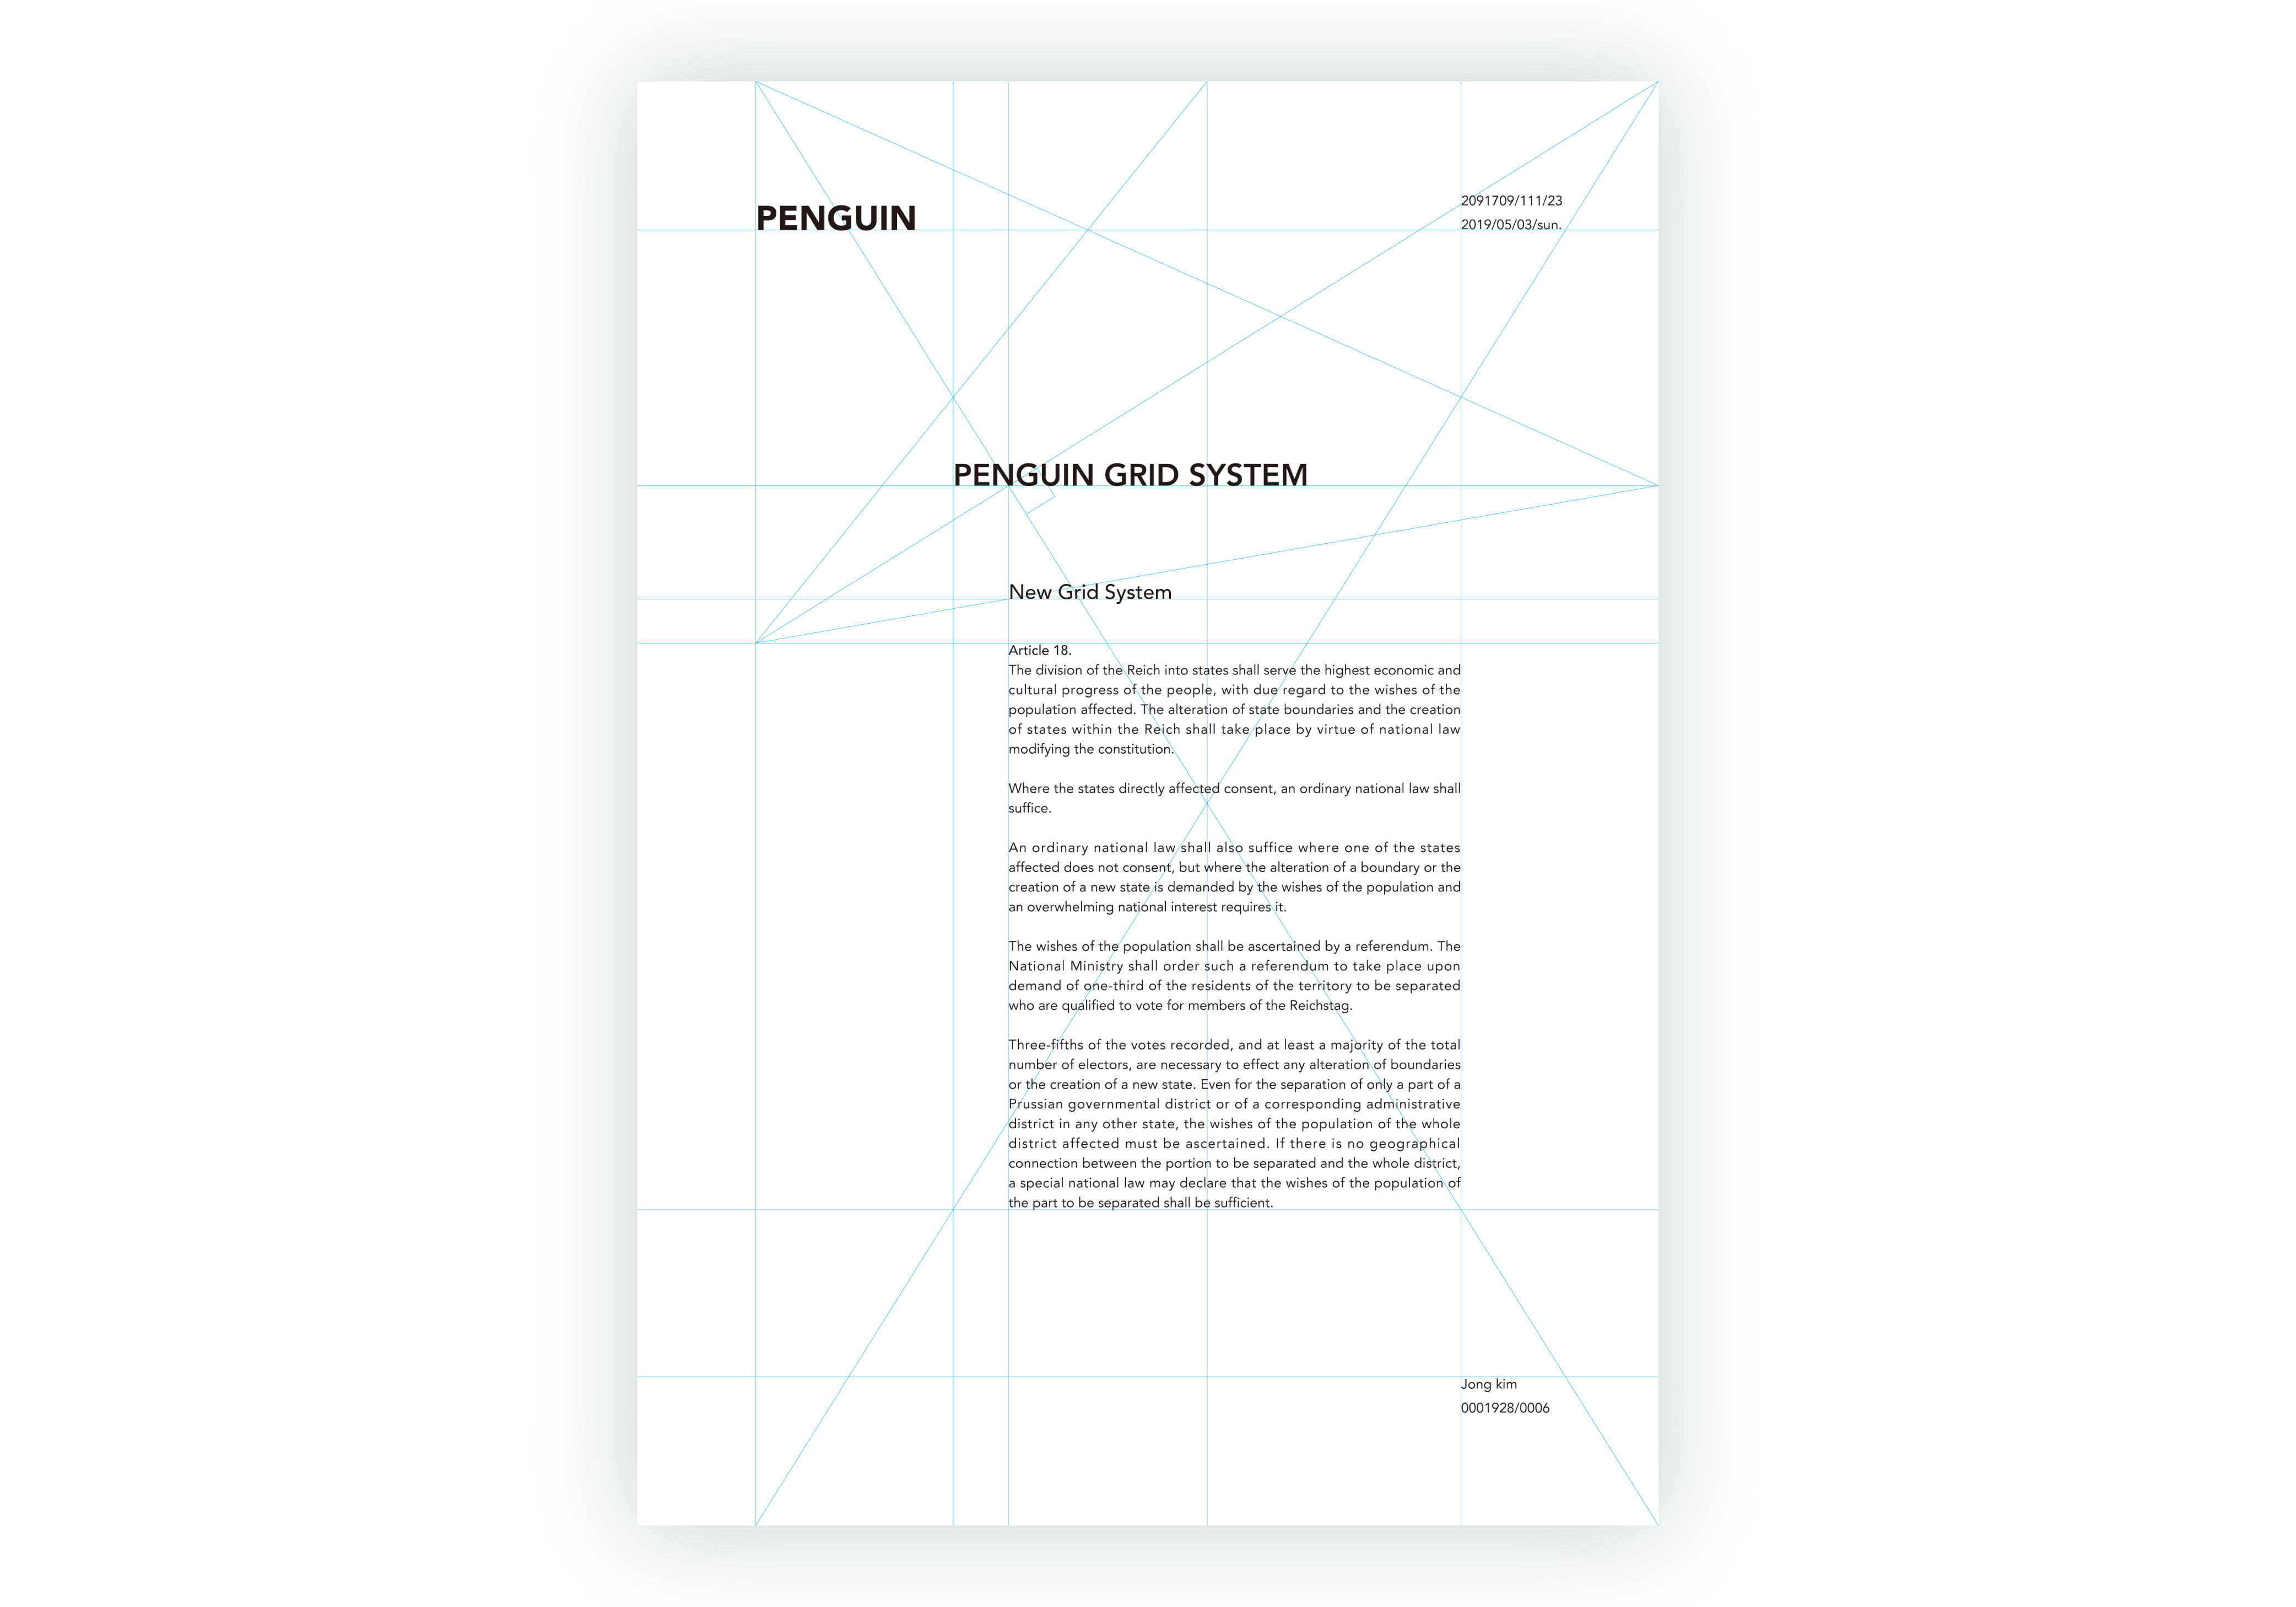 PENGUIN
2091709/111/23
2019/05/03/sun.
PENGUIN GRID SYSTEM
New Grid System
Article 18.
The division of the Reich into states shall serve the highest economic and
cultural progress of the people, with due regard to the wishes of the
population affected. The alteration of state boundaries and the creation
of states within the Reich shall take place by virtue of national law
modifying the constitution.
Where the states directly affected consent, an ordinary national law shall
suffice.
An ordinary national law shall also suffice where one of the states
affected does not consent, but where the alteration of a boundary or the
creation of a new state is demanded by the wishes of the population and
an overwhelming national interest requires it.
The wishes of the population shall be ascertained by a referendum. The
National Ministry shall order such a referendum to take place upon
demand of one-third of the residents of the territory to be separated
who are qualified to vote for members of the Reichstag.
Three-fifths of the votes recorded, and at least a majority of the total
number of electors, are necessary to effect any alteration of boundaries
or the creation of a new state. Even for the separation of only a part of a
Prussian governmental district or of a corresponding administrative
district in any other state, the wishes of the population of the whole
district affected must be ascertained. If there is no geographical
connection between the portion to be separated and the whole district,
a special national law may declare that the wishes of the population of
the part to be separated shall be sufficient.
Jong kim
0001928/0006